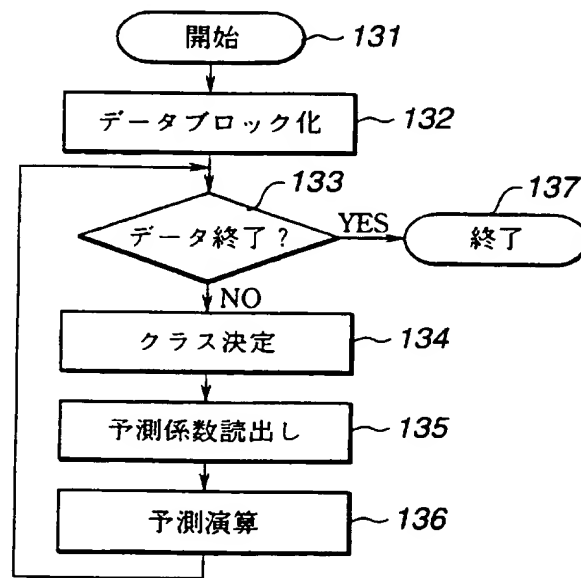 開始
131
データブロック化
132
133
137
データ終了?
YES
終了
NO
クラス決定
134
予測係数読出し
135
予測演算
136